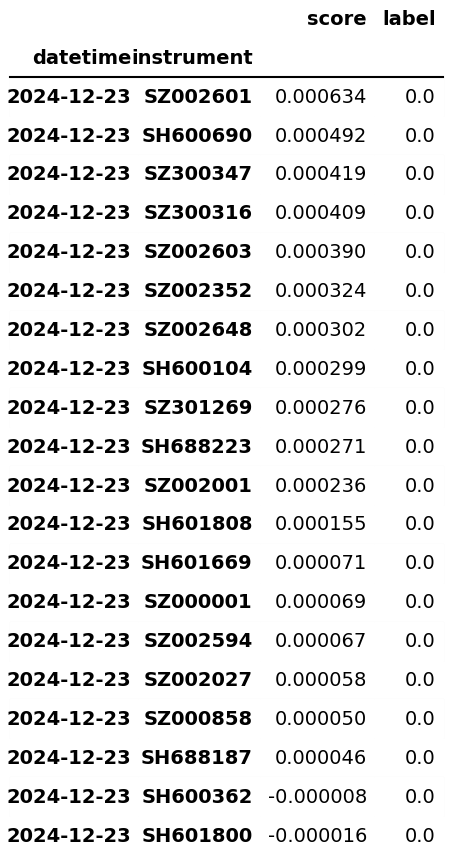 score label
datetime instrument
2024-12-23 SZ002601 0.000634 0.0
2024-12-23 SH600690 0.000492 0.0
2024-12-23 SZ300347 0.000419 0.0
2024-12-23 SZ300316 0.000409 0.0
2024-12-23 SZ002603 0.000390 0.0
2024-12-23 SZ002352 0.000324 0.0
2024-12-23 SZ002648 0.000302 0.0
2024-12-23 SH600104 0.000299 0.0
2024-12-23 SZ301269 0.000276 0.0
2024-12-23 SH688223 0.000271 0.0
2024-12-23 SZ002001 0.000236 0.0
2024-12-23 SH601808 0.000155 0.0
2024-12-23 SH601669 0.000071 0.0
2024-12-23 SZ000001 0.000069 0.0
2024-12-23 SZ002594 0.000067 0.0
2024-12-23 SZ002027 0.000058 0.0
2024-12-23 SZ000858 0.000050 0.0
2024-12-23 SH688187 0.000046 0.0
2024-12-23 SH600362 -0.000008 0.0
2024-12-23 SH601800 -0.000016 0.0